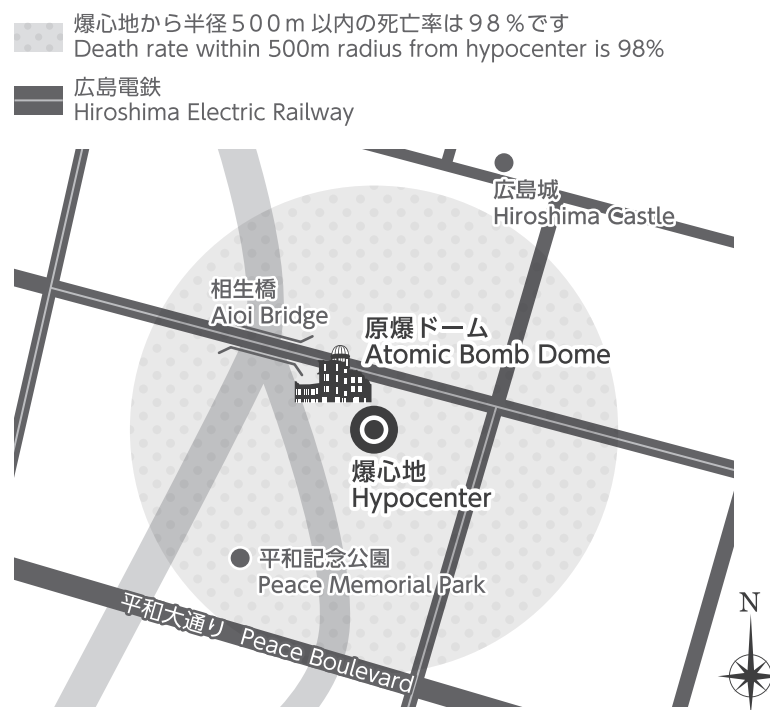 爆心地から半径５００ｍ以内の死亡率は９８％です
Death rate within 500m radius from hypocenter is 98%
広島電鉄
Hiroshima Electric Railway
広島城
Hiroshima Castle
相生橋
Aioi Bridge
原爆ドーム
Atomic Bomb Dome
爆心地
Hypocenter
平和記念公園
Peace Memorial Park
平和大通り Peace Boulevard
N